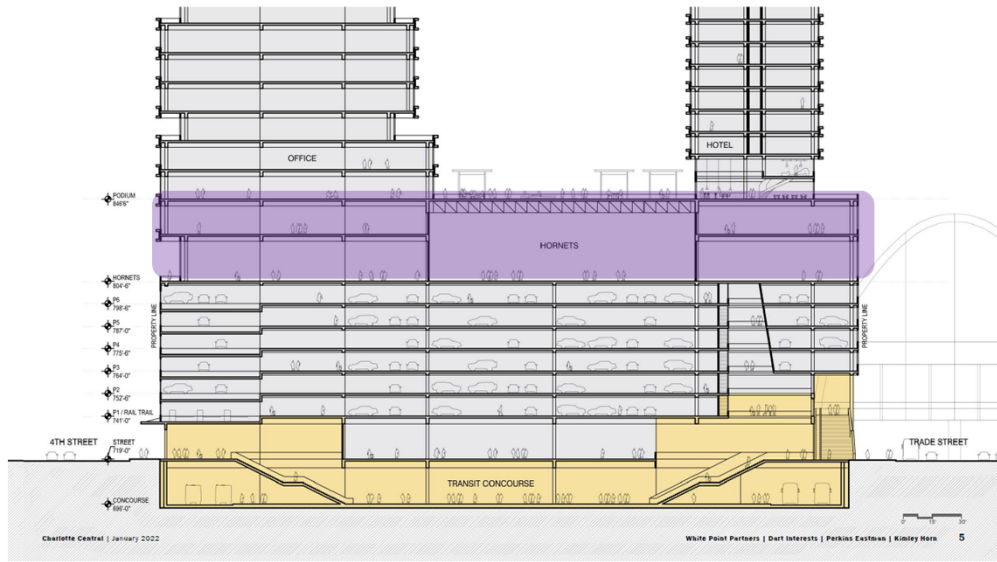 HOTEL
OFFICE
PODIUM
846'6"
HORNETS
HORNETS
804'-6"
P6
798'-6"
P5
787'-0"
PROPERTY LINE
PROPERTY LINE
P4
775'-6"
P3
764'-0"
P2
752'-6"
P1 / RAIL TRAIL
741'-0"
4TH STREET
STREET
719'-0"
TRADE STREET
TRANSIT CONCOURSE
CONCOURSE
696'-0"
0' 15' 30'
Charlotte Central | January 2022
White Point Partners | Dart Interests | Perkins Eastman | Kimley Horn 5